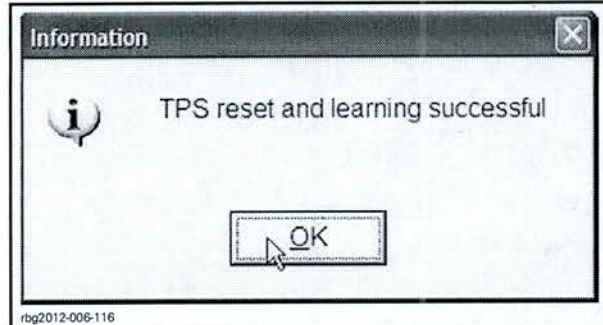 Information
TPS reset and learning successful
OK
rbg2012-006-116